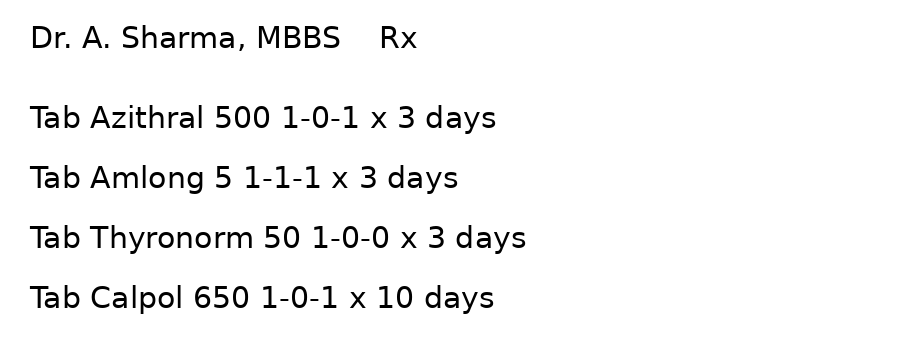 Dr. A. Sharma, MBBS    Rx
Tab Azithral 500 1-0-1 x 3 days
Tab Amlong 5 1-1-1 x 3 days
Tab Thyronorm 50 1-0-0 x 3 days
Tab Calpol 650 1-0-1 x 10 days